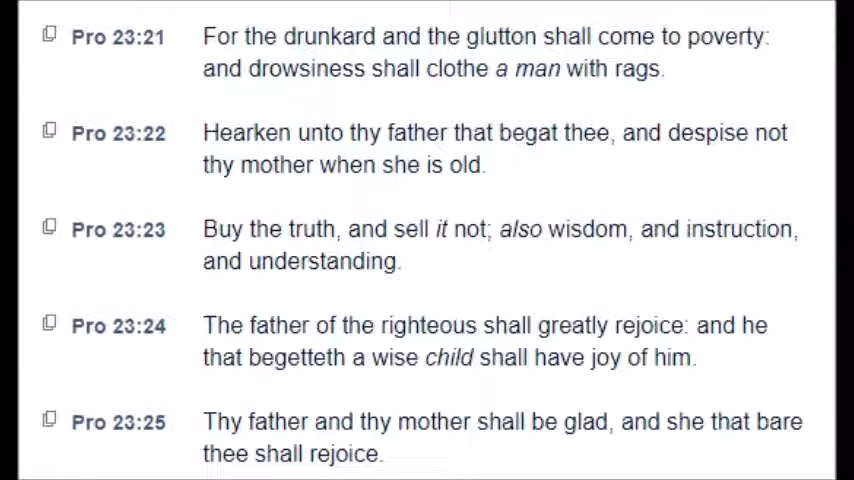 Pro 23:21 For the drunkard and the glutton shall come to poverty:
and drowsiness shall clothe a man with rags.
Pro 23:22 Hearken unto thy father that begat thee, and despise not
thy mother when she is old.
Pro 23:23 Buy the truth, and sell it not; also wisdom, and instruction,
and understanding.
Pro 23:24 The father of the righteous shall greatly rejoice: and he
that begetteth a wise child shall have joy of him.
Pro 23:25 Thy father and thy mother shall be glad, and she that bare
thee shall rejoice.